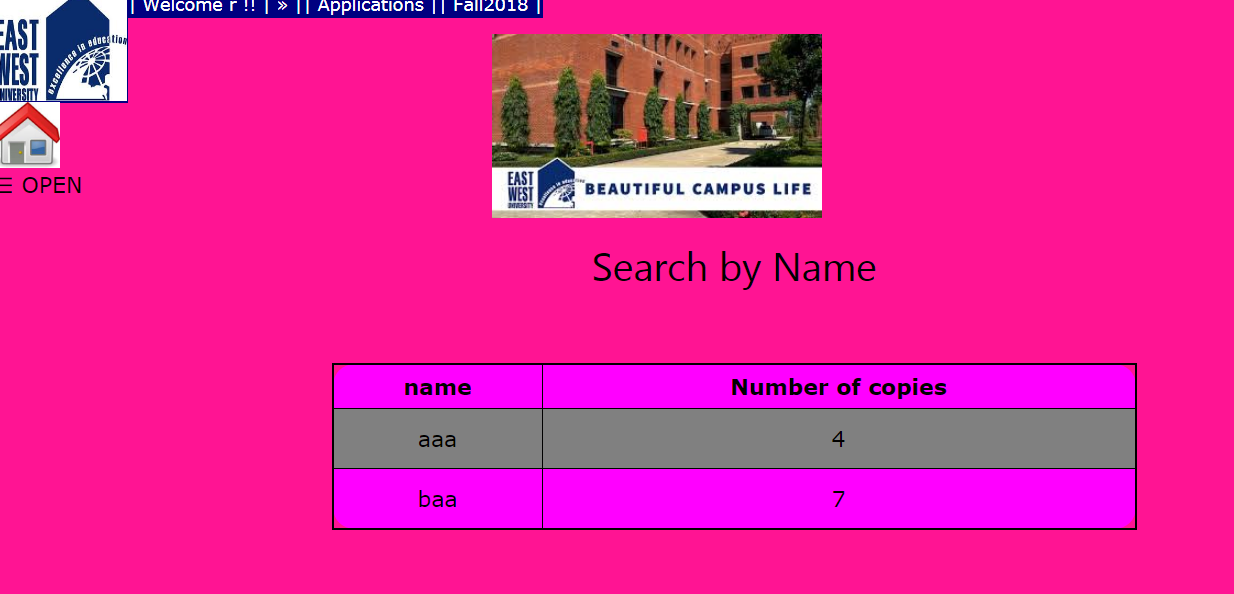 | Welcome r !! | » || Applications || Fall2018 |
EAST
WEST
UNIVERSITY
excellence in education
☰ OPEN
EAST
WEST
UNIVERSITY
excellence in education
BEAUTIFUL CAMPUS LIFE
Search by Name
name Number of copies
aaa 4
baa 7